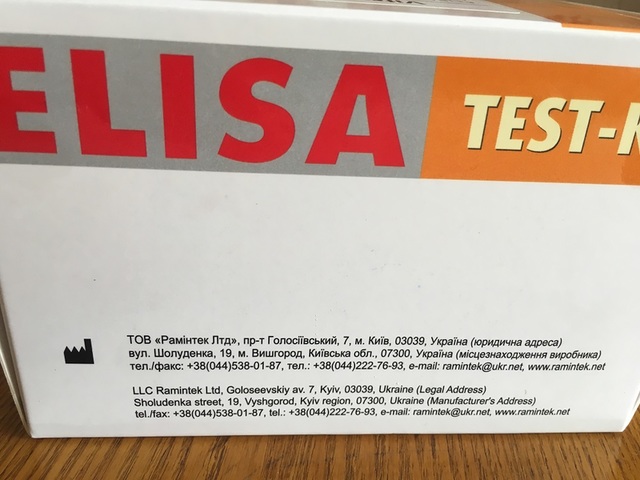 ELISA TEST-K
ТОВ «Рамінтек Лтд», пр-т Голосіївський, 7, м. Київ, 03039, Україна (юридична адреса)
вул. Шолуденка, 19, м. Вишгород, Київська обл., 07300, Україна (місцезнаходження виробника)
тел./факс: +38(044)538-01-87, тел.: +38(044)222-76-93, e-mail: ramintek@ukr.net, www.ramintek.net
LLC Ramintek Ltd, Goloseevskiy av. 7, Kyiv, 03039, Ukraine (Legal Address)
Sholudenka street, 19, Vyshgorod, Kyiv region, 07300, Ukraine (Manufacturer's Address)
tel./fax: +38(044)538-01-87, tel.: +38(044)222-76-93, e-mail: ramintek@ukr.net, www.ramintek.net